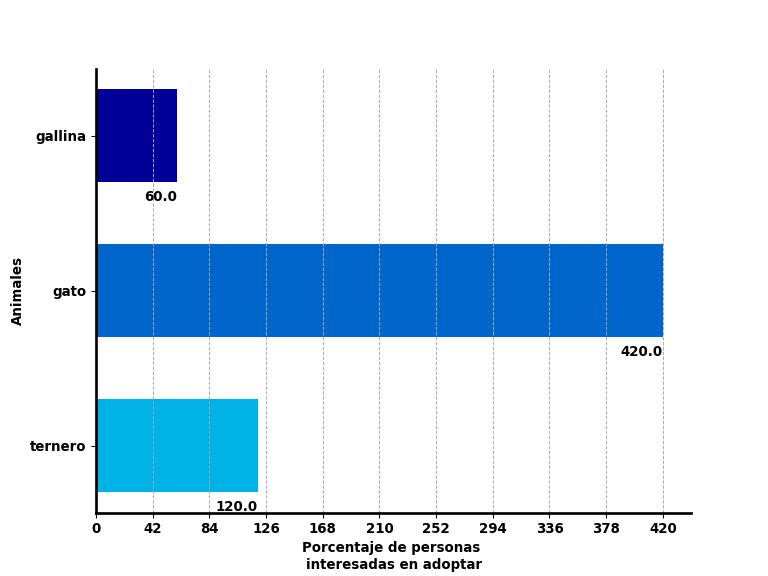 gallina
60.0
gato
420.0
ternero
120.0
Animales
0 42 84 126 168 210 252 294 336 378 420
Porcentaje de personas
interesadas en adoptar